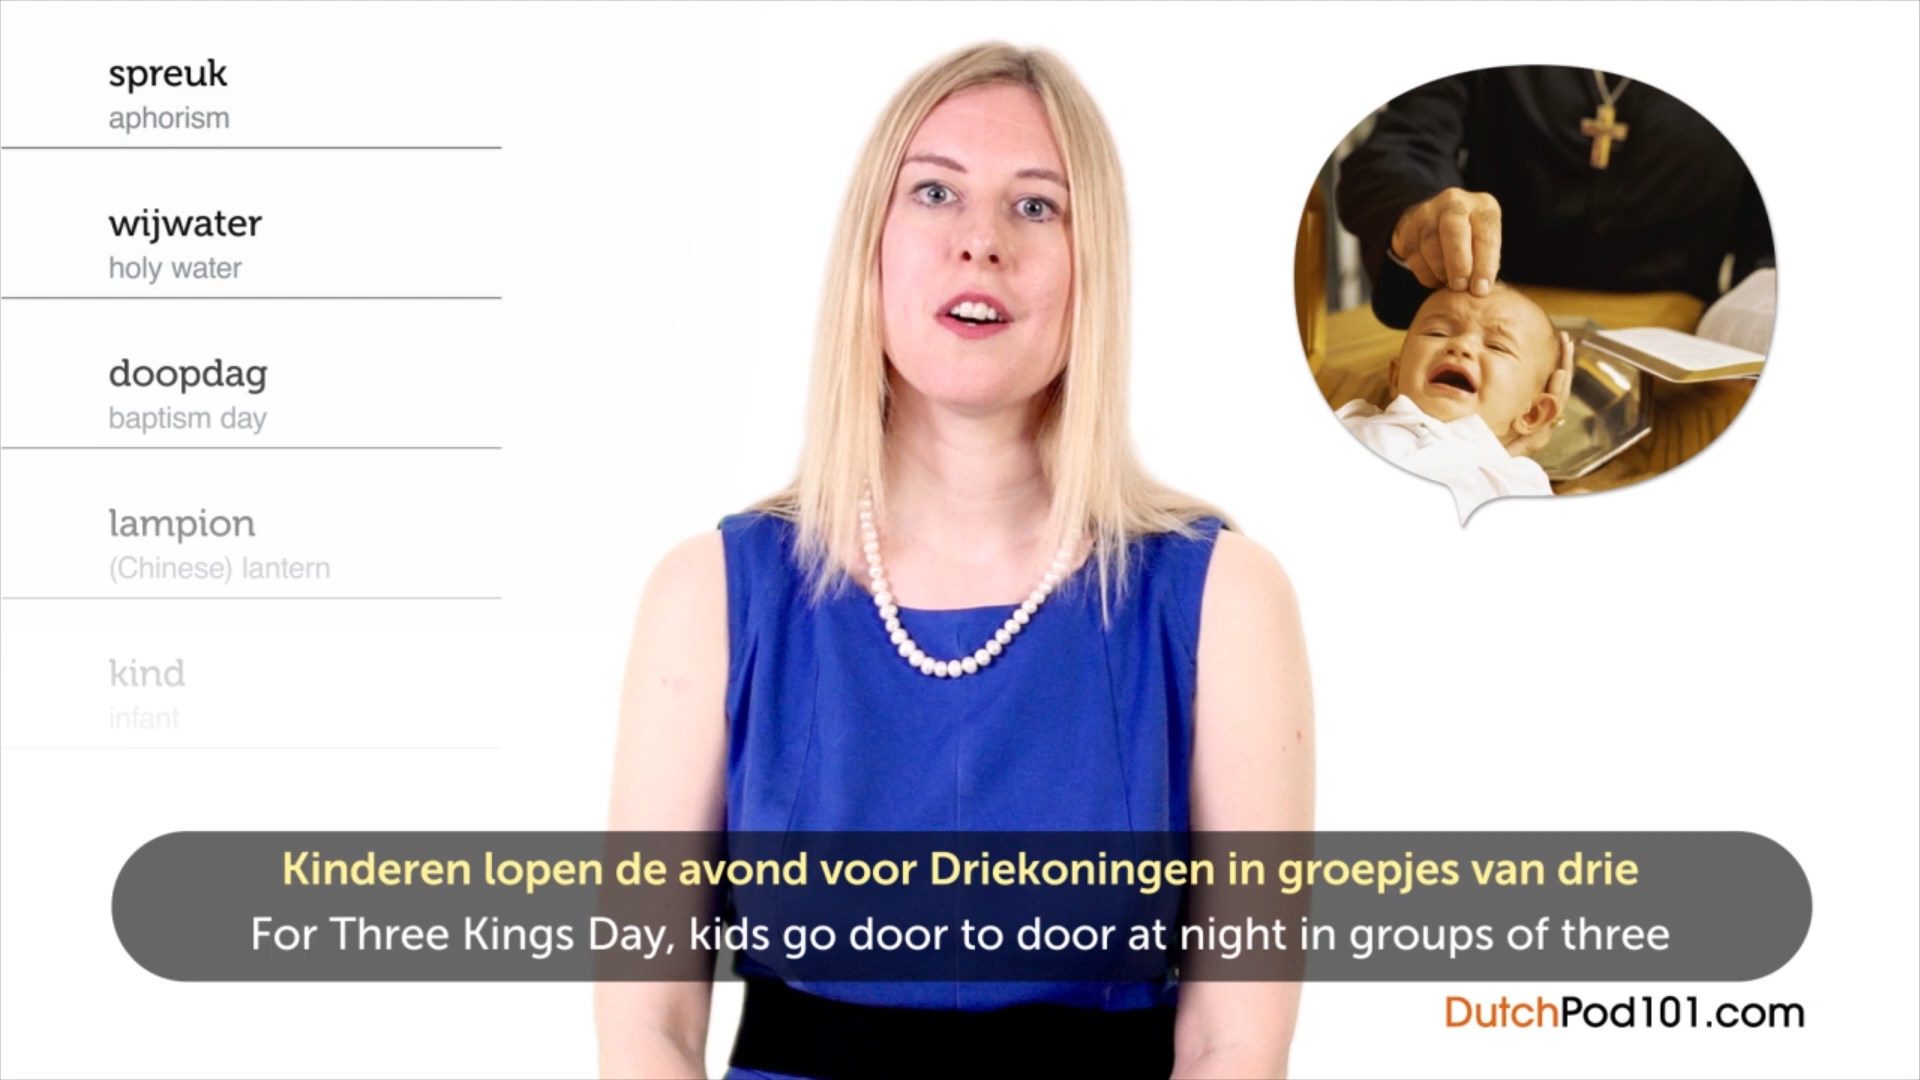 spreuk
aphorism
wijwater
holy water
doopdag
baptism day
lampion
(Chinese) lantern
kind
infant
Kinderen lopen de avond voor Driekoningen in groepjes van drie
For Three Kings Day, kids go door to door at night in groups of three
DutchPod101.com